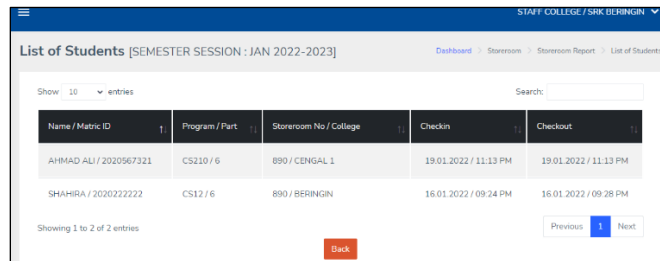 STAFF COLLEGE / SRK BERINGIN
List of Students [SEMESTER SESSION : JAN 2022-2023]
Dashboard > Storeroom > Storeroom Report > List of Students
Show 10 entries
Search:
Name / Matric ID Program / Part Storeroom No / College Checkin Checkout
AHMAD ALI / 2020567321 CS210 / 6 890 / CENGAL 1 19.01.2022 / 11:13 PM 19.01.2022 / 11:13 PM
SHAHIRA / 2020222222 CS12 / 6 890 / BERINGIN 16.01.2022 / 09:24 PM 16.01.2022 / 09:28 PM
Showing 1 to 2 of 2 entries
Previous 1 Next
Back